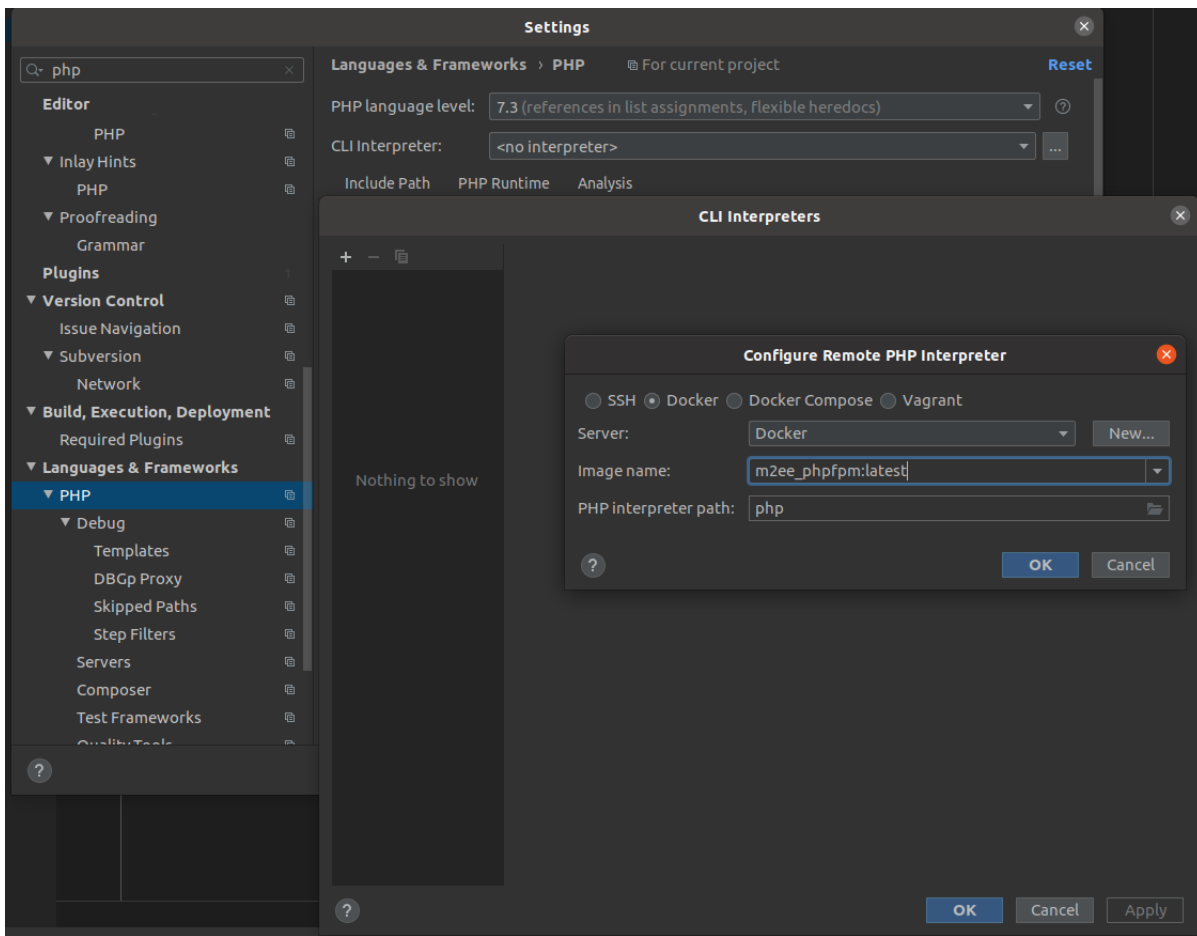 Settings
php
Editor
PHP
Inlay Hints
PHP
Proofreading
Grammar
Plugins 1
Version Control
Issue Navigation
Subversion
Network
Build, Execution, Deployment
Required Plugins
Languages & Frameworks
PHP
Debug
Templates
DBGp Proxy
Skipped Paths
Step Filters
Servers
Composer
Test Frameworks
Quality Tools
?
Languages & Frameworks › PHP For current project Reset
PHP language level: 7.3 (references in list assignments, flexible heredocs) ?
CLI Interpreter: <no interpreter> ...
Include Path PHP Runtime Analysis
CLI Interpreters
Nothing to show
Configure Remote PHP Interpreter
SSH Docker Docker Compose Vagrant
Server: Docker New...
Image name: m2ee_phpfpm:latest
PHP interpreter path: php
? OK Cancel
? OK Cancel Apply